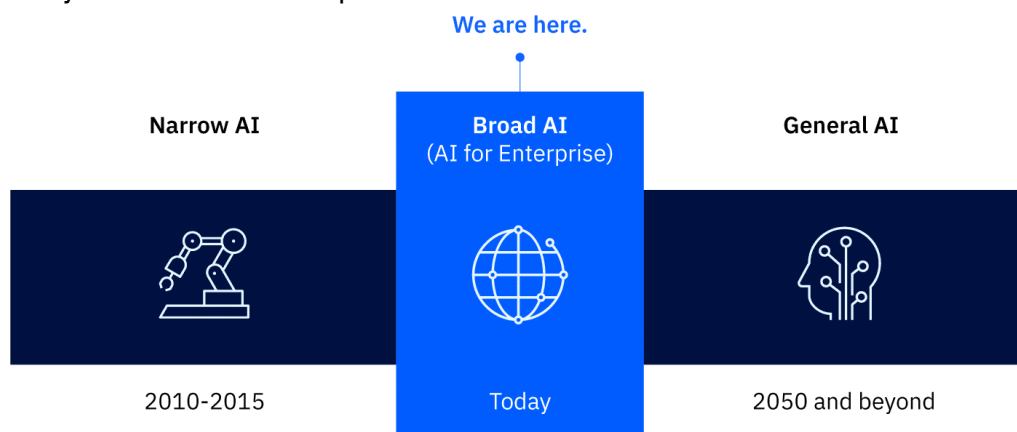 We are here.
Narrow AI
Broad AI
(AI for Enterprise)
General AI
2010-2015
Today
2050 and beyond